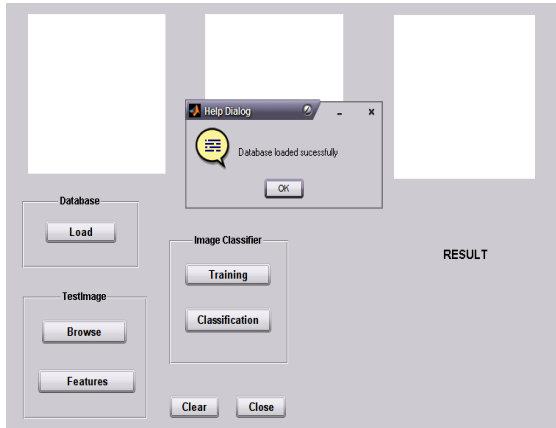 Help Dialog
Database loaded sucessfully
OK
Database
Load
Image Classifier
Training
Classification
RESULT
TestImage
Browse
Features
Clear
Close